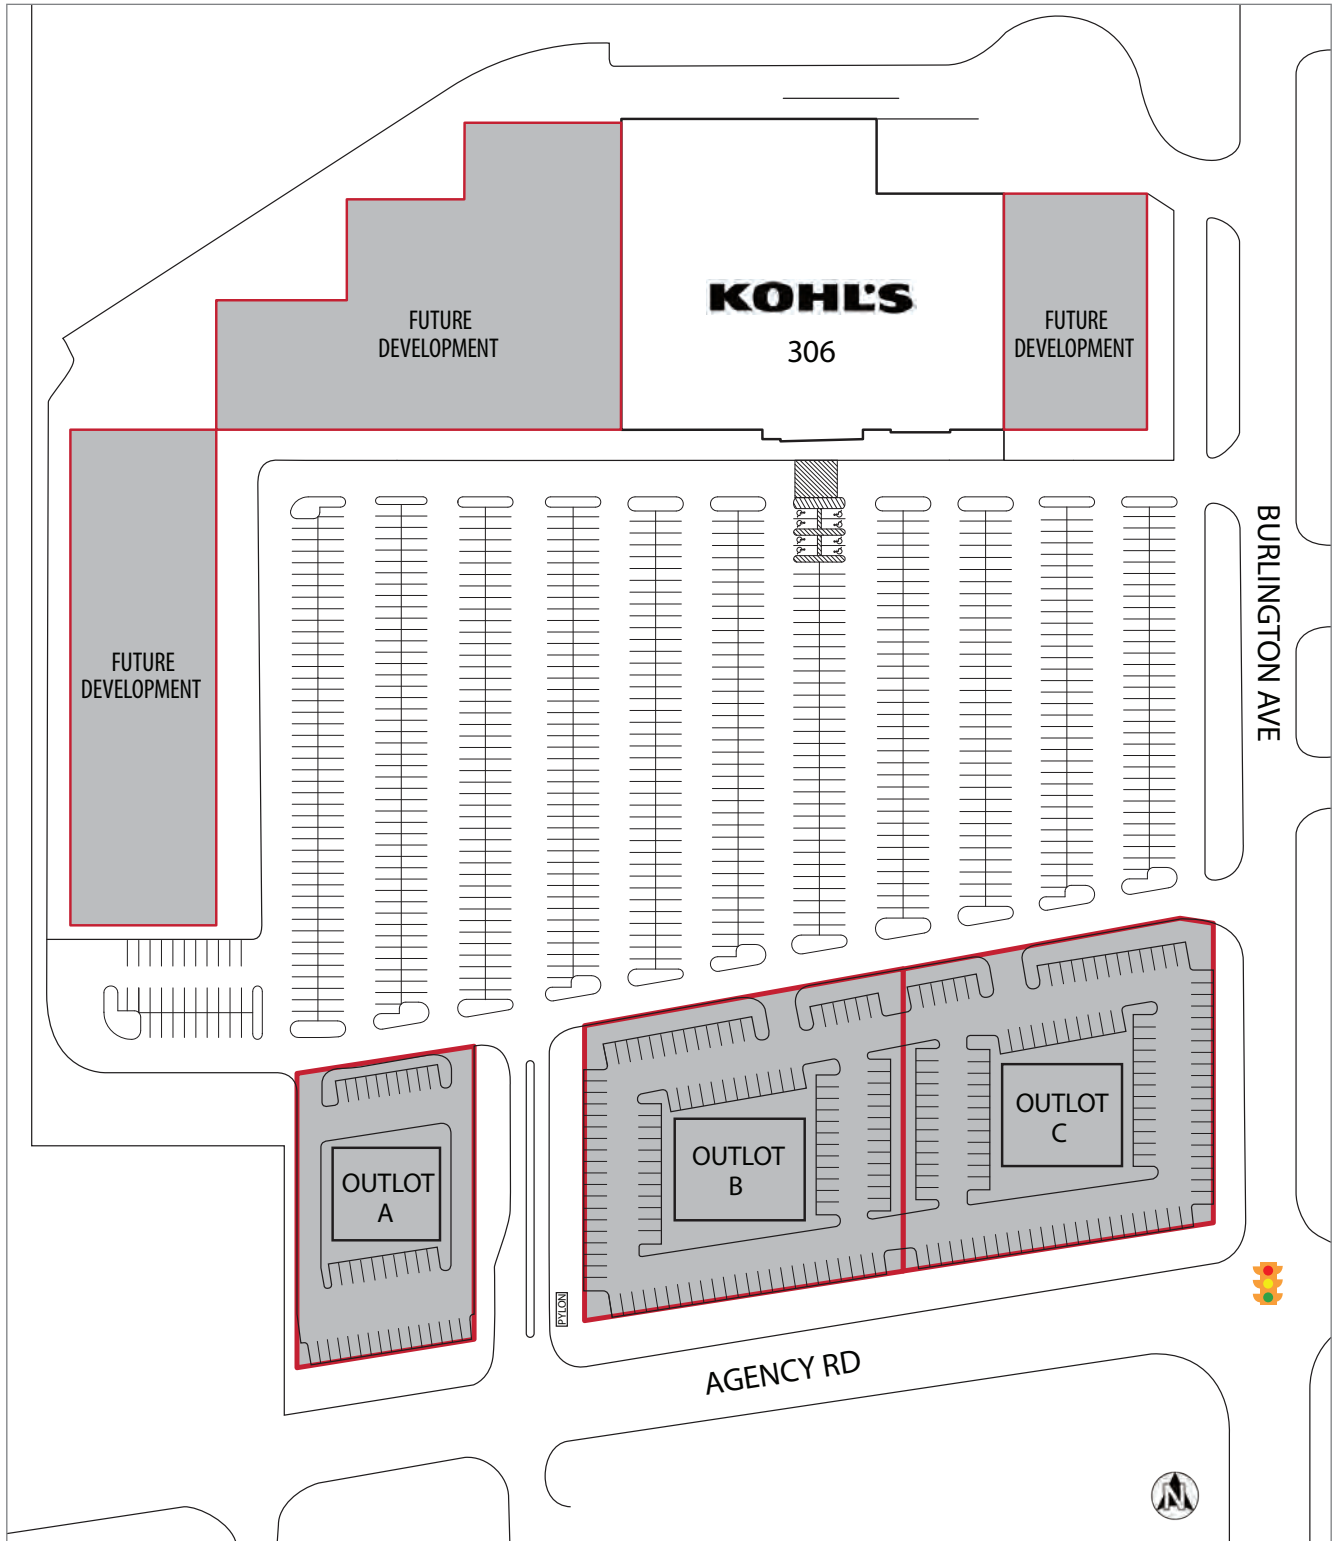 KOHL'S
306
FUTURE
DEVELOPMENT
FUTURE
DEVELOPMENT
FUTURE
DEVELOPMENT
BURLINGTON AVE
OUTLOT
A
OUTLOT
B
OUTLOT
C
PYLON
AGENCY RD
N